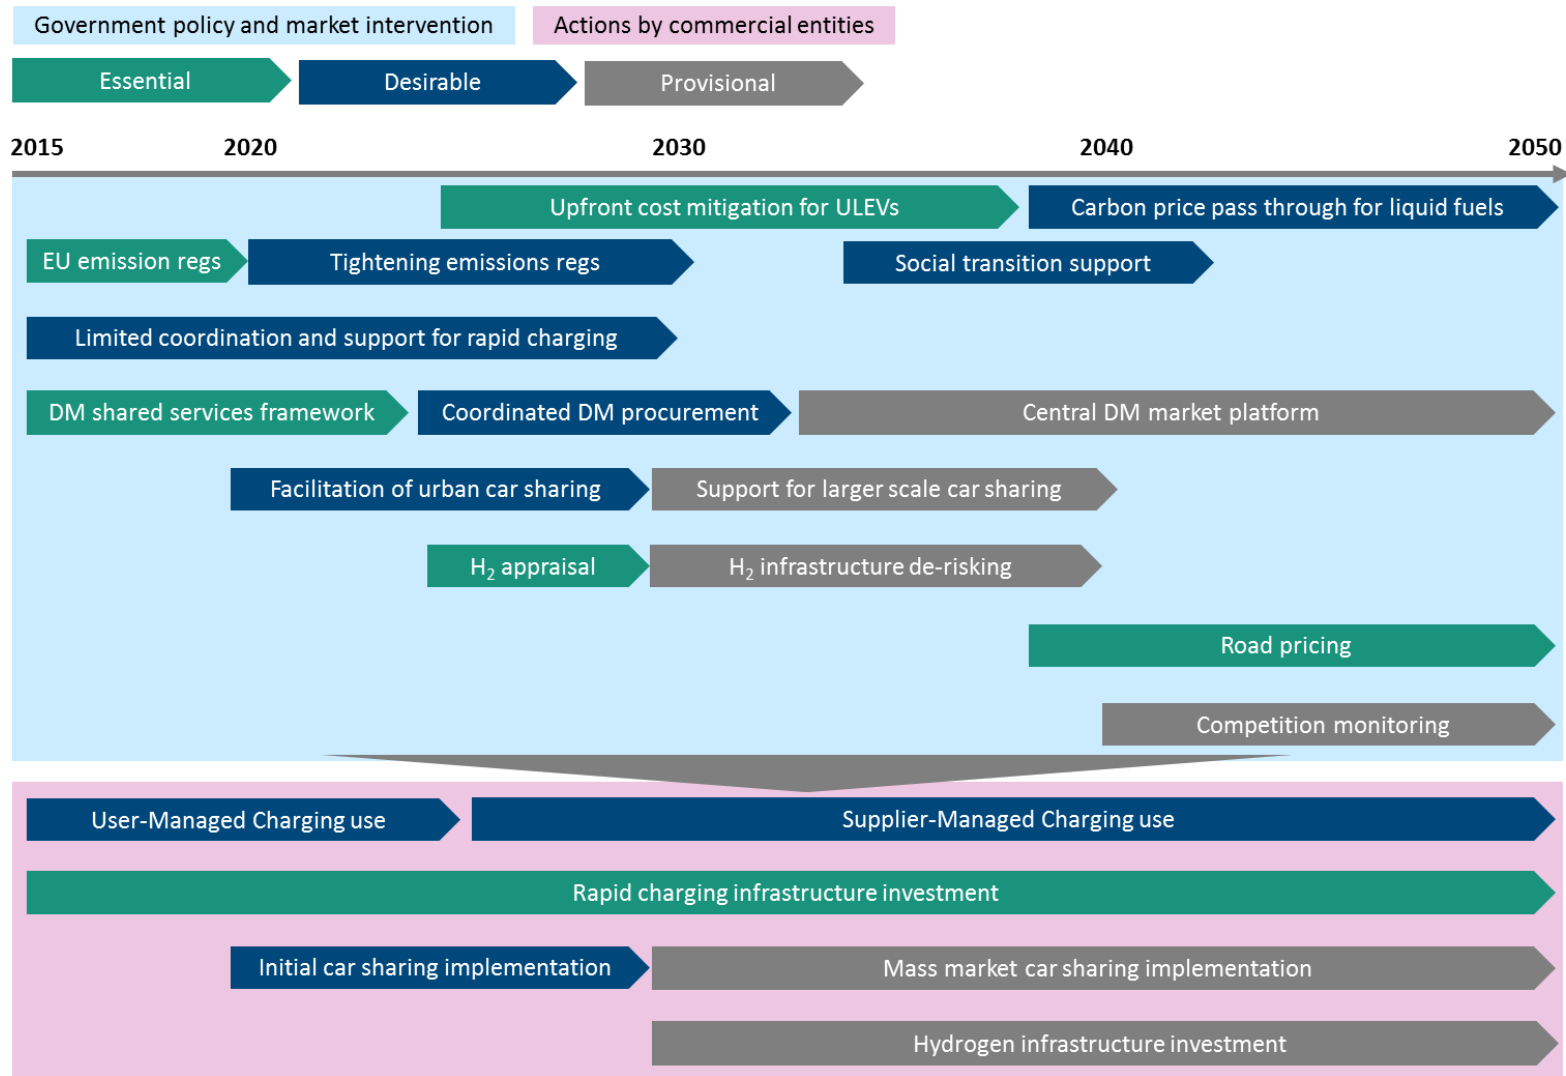 Government policy and market intervention
Actions by commercial entities
Essential
Desirable
Provisional
2015
2020
2030
2040
2050
Upfront cost mitigation for ULEVs
Carbon price pass through for liquid fuels
EU emission regs
Tightening emissions regs
Social transition support
Limited coordination and support for rapid charging
DM shared services framework
Coordinated DM procurement
Central DM market platform
Facilitation of urban car sharing
Support for larger scale car sharing
H₂ appraisal
H₂ infrastructure de-risking
Road pricing
Competition monitoring
User-Managed Charging use
Supplier-Managed Charging use
Rapid charging infrastructure investment
Initial car sharing implementation
Mass market car sharing implementation
Hydrogen infrastructure investment